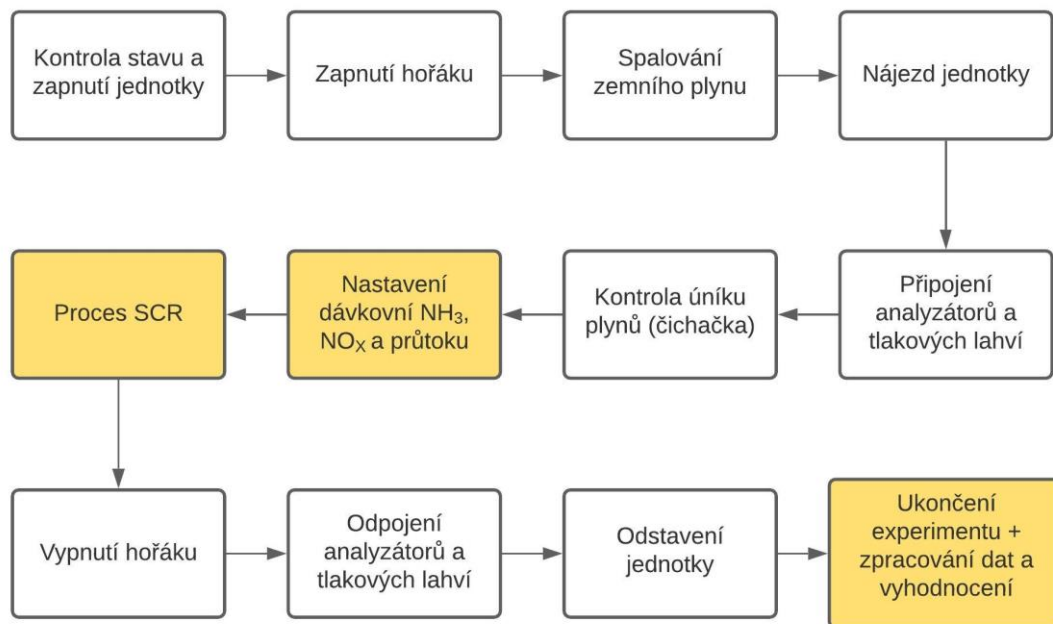 Kontrola stavu a
zapnutí jednotky
Zapnutí hořáku
Spalování
zemního plynu
Nájezd jednotky
Připojení
analyzátorů a
tlakových lahví
Kontrola úniku
plynů (čichačka)
Nastavení
dávkovní NH₃,
NOₓ a průtoku
Proces SCR
Vypnutí hořáku
Odpojení
analyzátorů a
tlakových lahví
Odstavení
jednotky
Ukončení
experimentu +
zpracování dat a
vyhodnocení